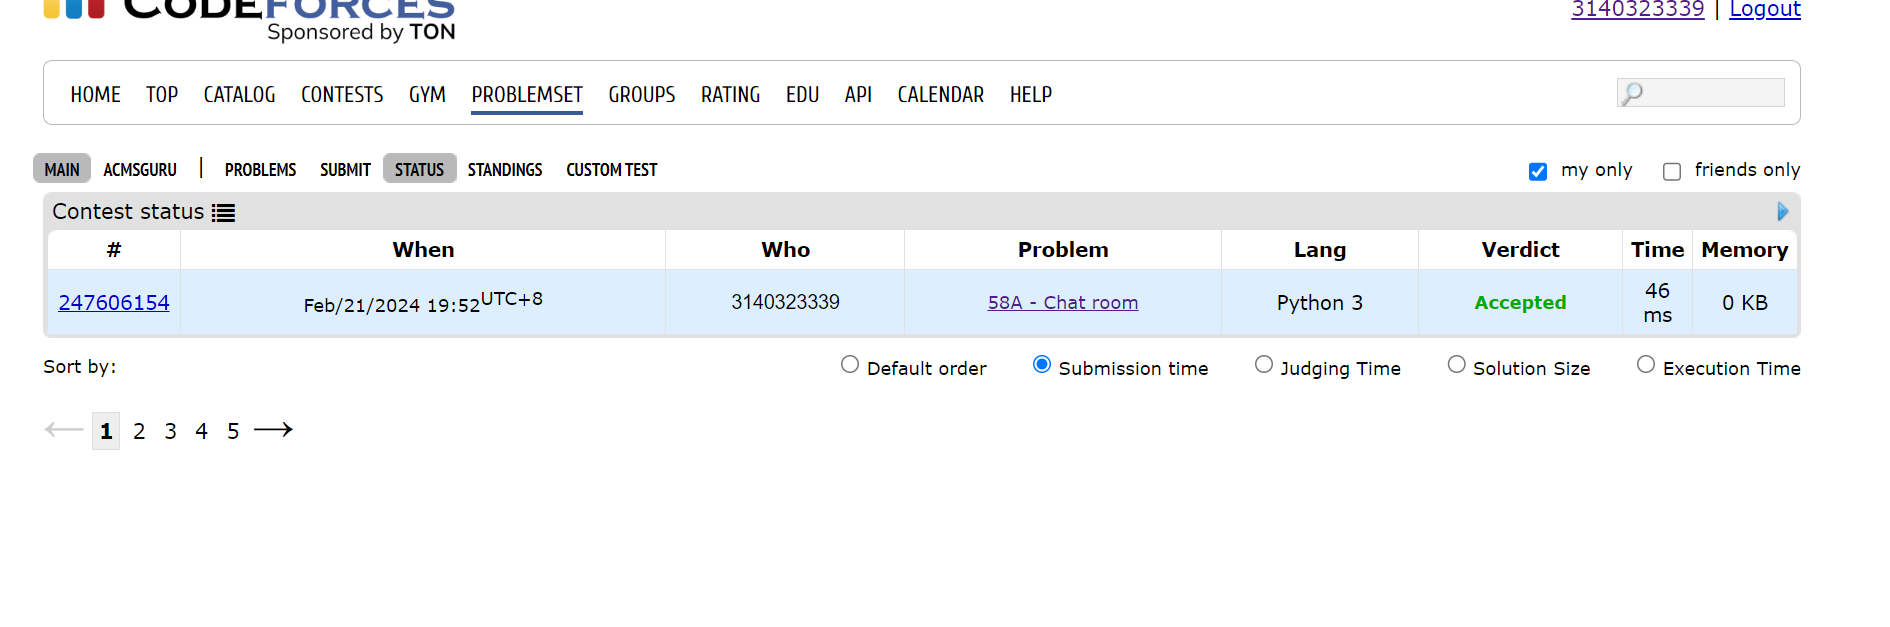 CODEFORCES
Sponsored by TON
3140323339 | Logout
HOME TOP CATALOG CONTESTS GYM PROBLEMSET GROUPS RATING EDU API CALENDAR HELP
MAIN ACMSGURU | PROBLEMS SUBMIT STATUS STANDINGS CUSTOM TEST
my only friends only
Contest status
# When Who Problem Lang Verdict Time Memory
247606154 Feb/21/2024 19:52UTC+8 3140323339 58A - Chat room Python 3 Accepted 46 ms 0 KB
Sort by: Default order Submission time Judging Time Solution Size Execution Time
← 1 2 3 4 5 →